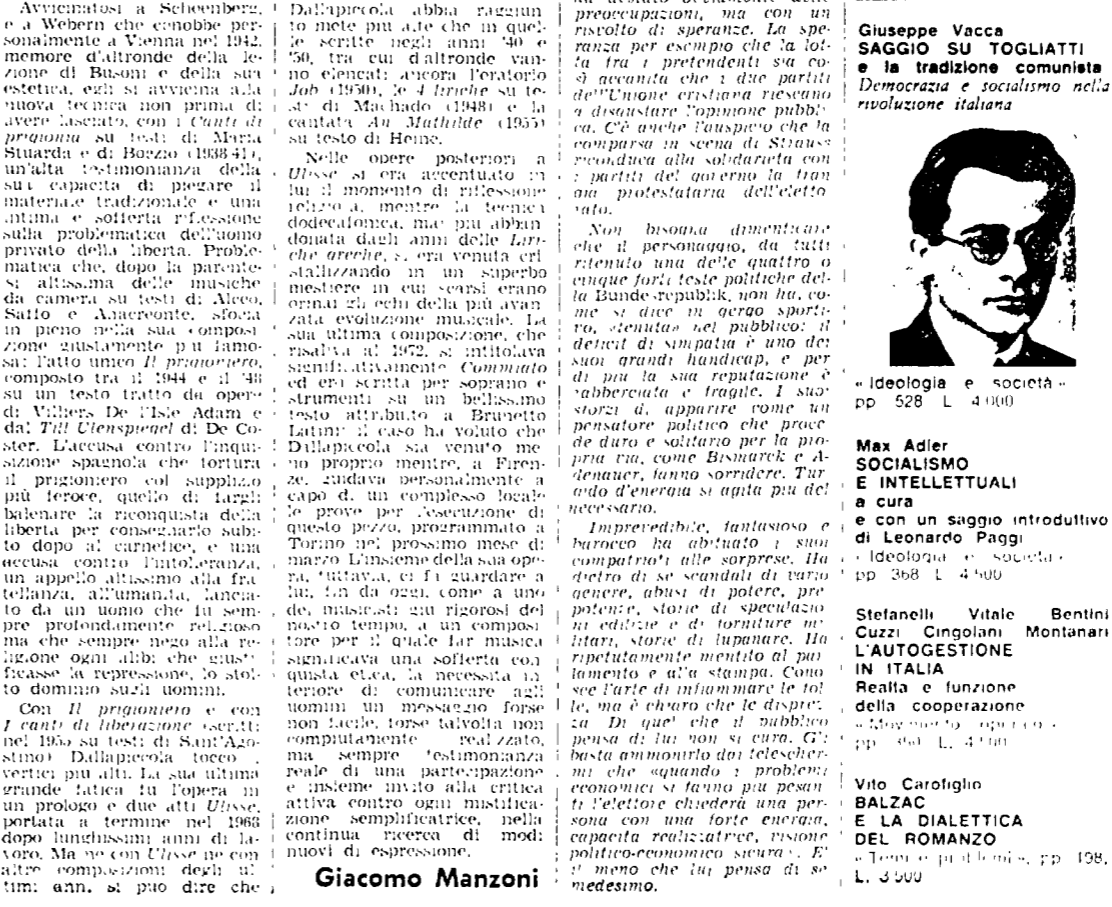 Avvicinatosi a Schoenberg,
e a Webern che conobbe per-
sonalmente a Vienna nel 1942,
memore d'altronde della le-
zione di Busoni e della sua
estetica, egli si avvicina alla
nuova tecnica non prima di
avere lasciato, con i Canti di
prigionia su testi di Maria
Stuarda e di Boezio (1938-41),
un'alta testimonianza della
sua capacità di piegare il
materiale tradizionale e una
intima e sofferta riflessione
sulla problematica dell'uomo
privato della libertà. Proble-
matica che, dopo la parente-
si altissima delle musiche
da camera su testi di Alceo,
Saffo e Anacreonte, sfocia
in pieno nella sua composi-
zione giustamente più famo-
sa: l'atto unico Il prigioniero,
composto tra il 1944 e il '48
su un testo tratto da opere
di Villiers De l'Isle Adam e
dal Till Ulenspiegel di De Co-
ster. L'accusa contro l'inqui-
sizione spagnola che tortura
il prigioniero col supplizio
più feroce, quello di fargli
balenare la riconquista della
libertà per consegnarlo subi-
to dopo al carnefice, e una
accusa contro l'intolleranza,
un appello altissimo alla fra-
tellanza, all'umanità, lancia-
to da un uomo che fu sem-
pre profondamente religioso
ma che sempre negò alla re-
ligione ogni alibi che giusti-
ficasse la repressione, lo stol-
to dominio sugli uomini.
Con Il prigioniero e con
I canti di liberazione (scritti
nel 1955 su testi di Sant'Ago-
stino) Dallapiccola toccò
vertici più alti. La sua ultima
grande fatica fu l'opera in
un prologo e due atti Ulisse,
portata a termine nel 1968
dopo lunghissimi anni di la-
voro. Ma né con Ulisse né con
altre composizioni degli ul-
timi anni si può dire che
Dallapiccola abbia raggiun-
to mete più alte che in quel-
le scritte negli anni '40 e
'50, tra cui d'altronde van-
no elencati ancora l'oratorio
Job (1950), le 4 liriche su te-
sti di Machado (1948) e la
cantata An Mathilde (1955)
su testo di Heine.
Nelle opere posteriori a
Ulisse si era accentuato in
lui il momento di riflessione
religiosa, mentre la tecnica
dodecafonica, mai più abban-
donata dagli anni delle Liri-
che greche, si era venuta cri-
stallizzando in un superbo
mestiere in cui scarsi erano
ormai gli echi della più avan-
zata evoluzione musicale. La
sua ultima composizione, che
risaliva al 1972, si intitolava
significativamente Commiato
ed era scritta per soprano e
strumenti su un bellissimo
testo attribuito a Brunetto
Latini: il caso ha voluto che
Dallapiccola sia venuto me-
no proprio mentre, a Firen-
ze, guidava personalmente a
capo di un complesso locale
le prove per l'esecuzione di
questo pezzo, programmato a
Torino nel prossimo mese di
marzo. L'insieme della sua ope-
ra, tuttavia, ci fa guardare a
lui, fin da oggi, come a uno
dei musicisti più rigorosi del
nostro tempo, a un composi-
tore per il quale far musica
significava una sofferta con-
quista etica, la necessità in-
teriore di comunicare agli
uomini un messaggio forse
non facile, forse talvolta non
compiutamente realizzato,
ma sempre testimonianza
reale di una partecipazione
e insieme invito alla critica
attiva contro ogni mistifica-
zione semplificatrice, nella
continua ricerca di modi
nuovi di espressione.
Giacomo Manzoni
preoccupazioni, ma con un
risvolto di speranze. La spe-
ranza per esempio che la lot-
ta fra i pretendenti sia co-
sì accanita che i due partiti
dell'Unione cristiana riescano
a disgustare l'opinione pubbli-
ca. C'è anche l'auspicio che la
comparsa in scena di Strauss
riconduca alla solidarietà con
i partiti del governo la fran-
gia protestataria dell'eletto-
rato.
Non bisogna dimenticare
che il personaggio, da tutti
ritenuto una delle quattro o
cinque forti teste politiche del-
la Bundesrepublik, non ha, co-
me si dice in gergo sporti-
vo, «tenuta» nel pubblico: il
deficit di simpatia è uno dei
suoi grandi handicap, e per
di più la sua reputazione è
rabberciata e fragile. I suoi
sforzi di apparire come un
pensatore politico che proce-
de duro e solitario per la pro-
pria via, come Bismarck e A-
denauer, fanno sorridere. Tur-
gido d'energia si agita più del
necessario.
Imprevedibile, fantasioso e
barocco ha abituato i suoi
compatrioti alle sorprese. Ha
dietro di sé scandali di vario
genere, abusi di potere, pre-
potenze, storie di speculazio-
ni edilizie e di forniture mi-
litari, storie di lupanare. Ha
ripetutamente mentito al par-
lamento e alla stampa. Cono-
sce l'arte di infiammare le fol-
le, ma è chiaro che le disprez-
za. Di quel che il pubblico
pensa di lui non si cura. Gli
basta ammonirlo dai telescher-
mi che «quando i problemi
economici si fanno più pesan-
ti l'elettore chiederà una per-
sona con una forte energia,
capacità realizzatrice, visione
politico-economico sicura». E'
il meno che lui pensa di sé
medesimo.
Giuseppe Vacca
SAGGIO SU TOGLIATTI
e la tradizione comunista
Democrazia e socialismo nella
rivoluzione italiana
« Ideologia e società »
pp. 528 L. 4.000
Max Adler
SOCIALISMO
E INTELLETTUALI
a cura
e con un saggio introduttivo
di Leonardo Paggi
« Ideologia e società »
pp. 368 L. 4.500
Stefanelli Vitale Bentini
Cuzzi Cingolani Montanari
L'AUTOGESTIONE
IN ITALIA
Realtà e funzione
della cooperazione
« Movimento operaio »
pp. L.
Vito Carofiglio
BALZAC
E LA DIALETTICA
DEL ROMANZO
« Temi e problemi », pp. 198,
L. 3.500